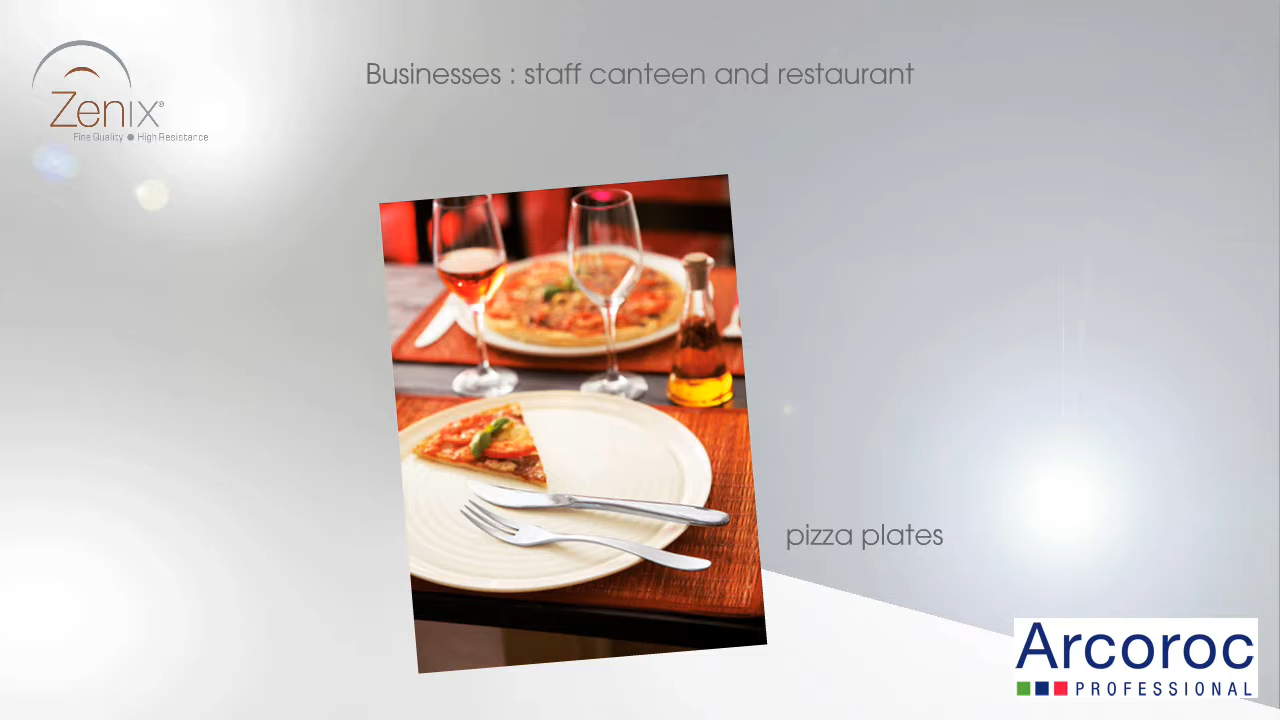 Businesses : staff canteen and restaurant
Zenix®
Fine Quality ● High Resistance
pizza plates
Arcoroc
PROFESSIONAL